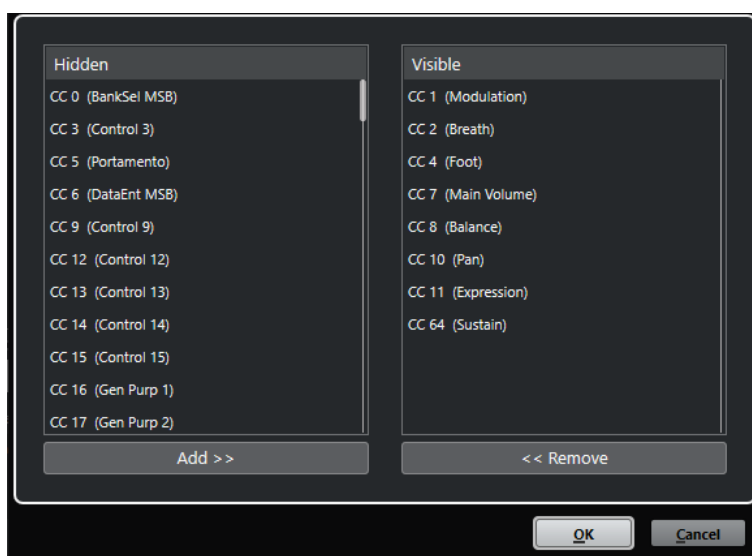 Hidden
CC 0 (BankSel MSB)
CC 3 (Control 3)
CC 5 (Portamento)
CC 6 (DataEnt MSB)
CC 9 (Control 9)
CC 12 (Control 12)
CC 13 (Control 13)
CC 14 (Control 14)
CC 15 (Control 15)
CC 16 (Gen Purp 1)
CC 17 (Gen Purp 2)
Add >>
Visible
CC 1 (Modulation)
CC 2 (Breath)
CC 4 (Foot)
CC 7 (Main Volume)
CC 8 (Balance)
CC 10 (Pan)
CC 11 (Expression)
CC 64 (Sustain)
<< Remove
OK
Cancel